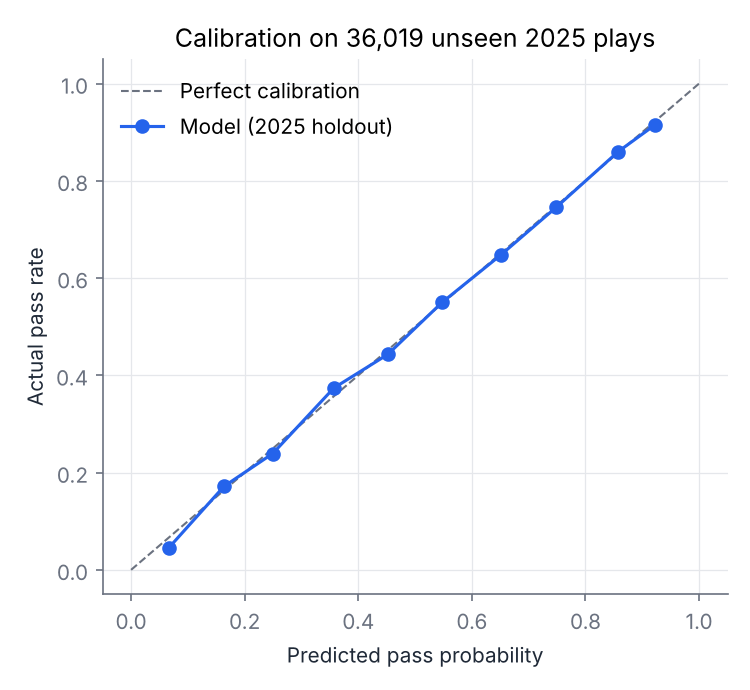 Calibration on 36,019 unseen 2025 plays
Perfect calibration
Model (2025 holdout)
Actual pass rate
1.0
0.8
0.6
0.4
0.2
0.0
0.0 0.2 0.4 0.6 0.8 1.0
Predicted pass probability